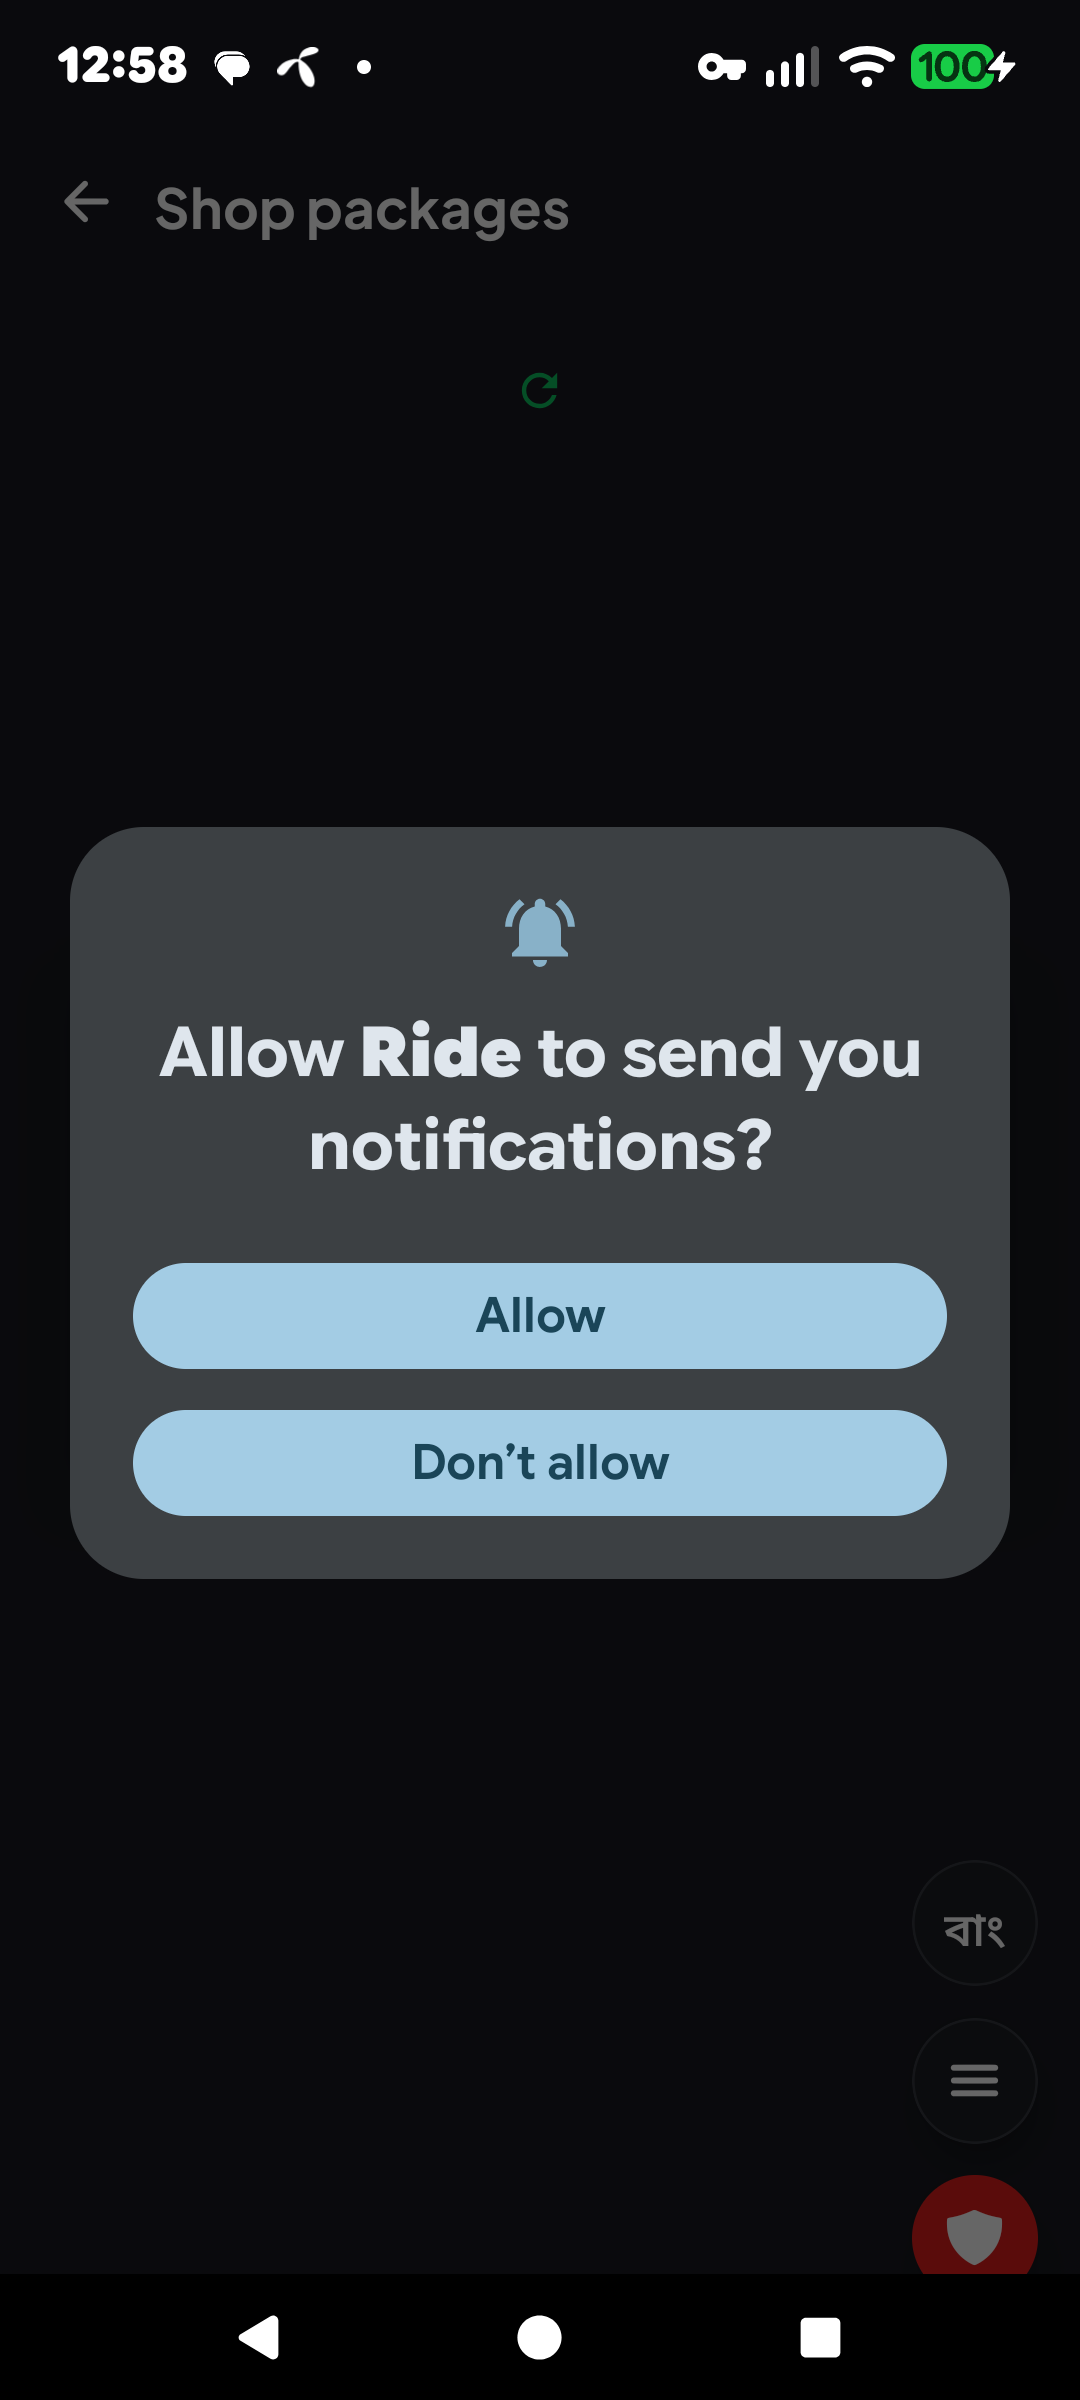 12:58
100
Shop packages
Allow Ride to send you
notifications?
Allow
Don’t allow
বাং